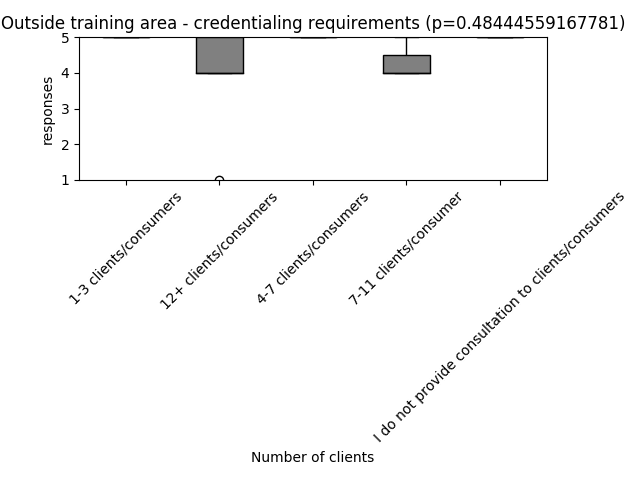 Outside training area - credentialing requirements (p=0.48444559167781)
responses
5
4
3
2
1
1-3 clients/consumers
12+ clients/consumers
4-7 clients/consumers
7-11 clients/consumer
I do not provide consultation to clients/consumers
Number of clients